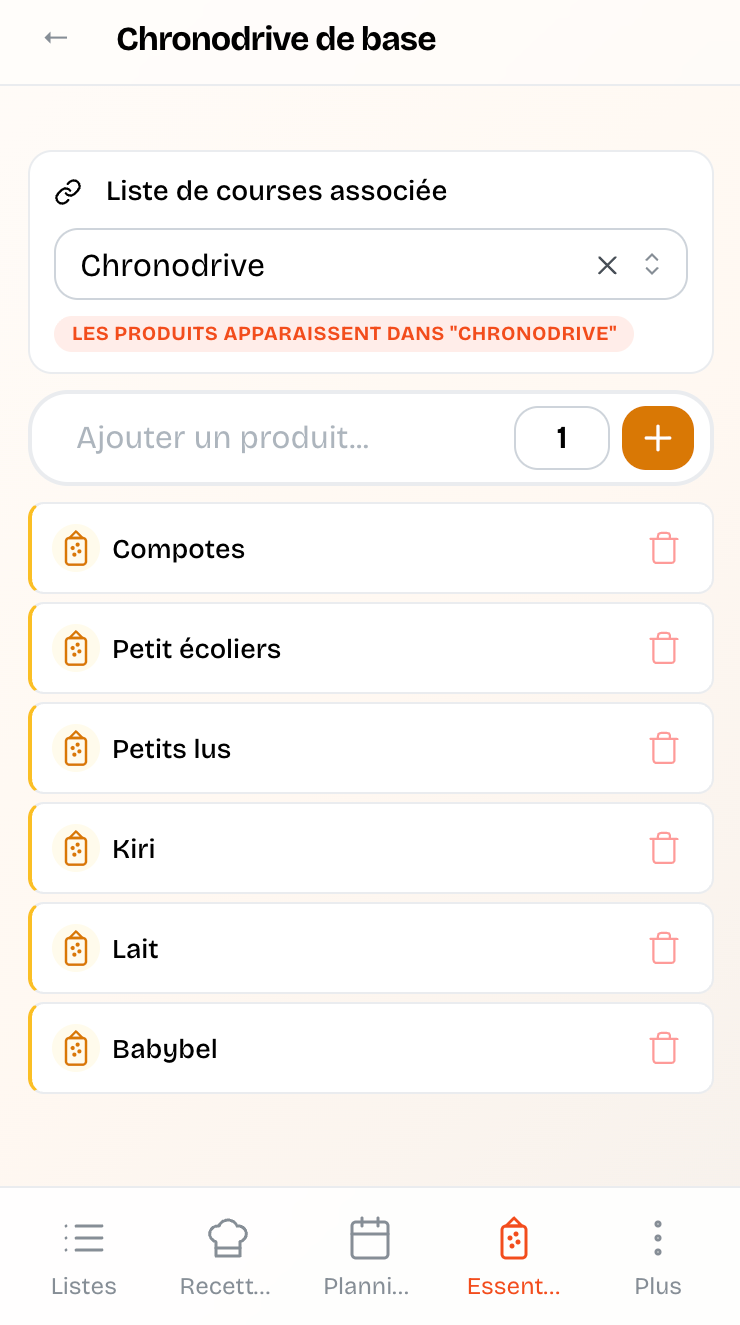 Chronodrive de base
Liste de courses associée
Chronodrive
LES PRODUITS APPARAISSENT DANS "CHRONODRIVE"
Ajouter un produit... 1
Compotes
Petit écoliers
Petits lus
Kiri
Lait
Babybel
Listes Recett... Planni... Essent... Plus